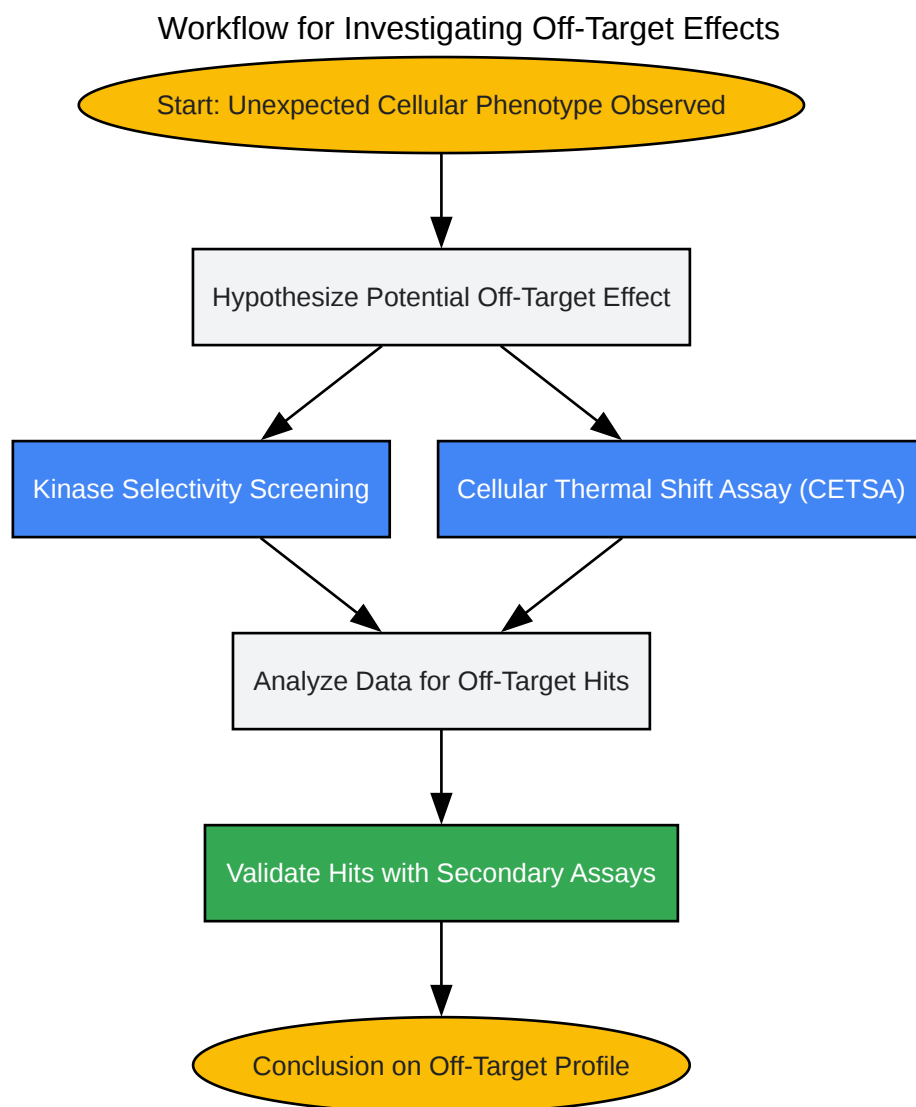 Workflow for Investigating Off-Target Effects
Start: Unexpected Cellular Phenotype Observed
Hypothesize Potential Off-Target Effect
Kinase Selectivity Screening
Cellular Thermal Shift Assay (CETSA)
Analyze Data for Off-Target Hits
Validate Hits with Secondary Assays
Conclusion on Off-Target Profile